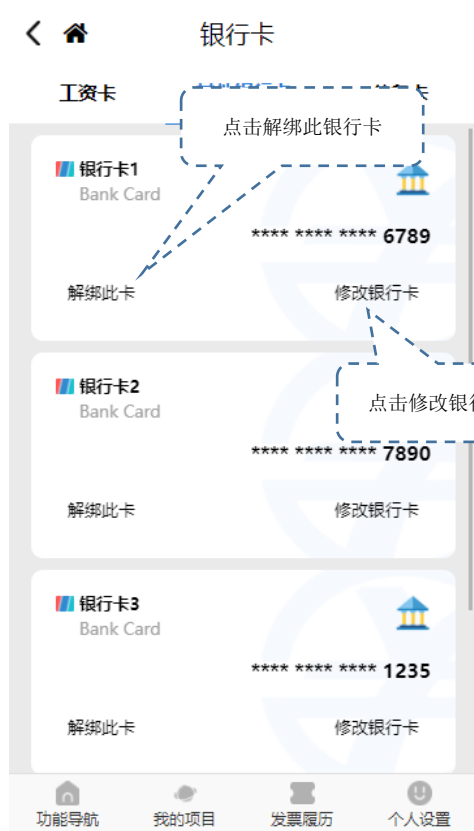 银行卡
工资卡
卡
点击解绑此银行卡
银行卡1
Bank Card
**** **** **** 6789
解绑此卡 修改银行卡
点击修改银
银行卡2
Bank Card
**** **** **** 7890
解绑此卡 修改银行卡
银行卡3
Bank Card
**** **** **** 1235
解绑此卡 修改银行卡
功能导航 我的项目 发票履历 个人设置